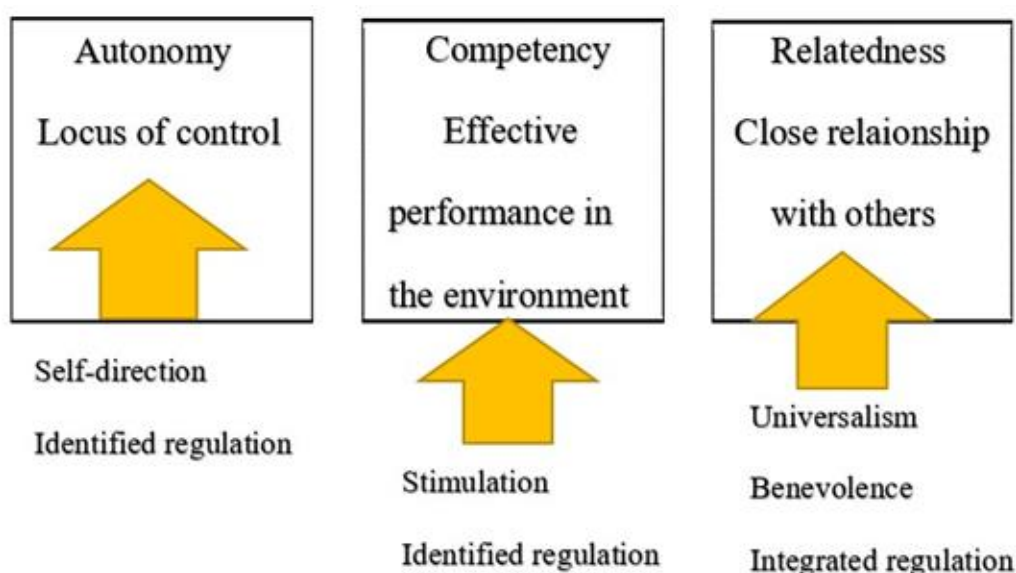 Autonomy
Locus of control
Self-direction
Identified regulation
Competency
Effective
performance in
the environment
Stimulation
Identified regulation
Relatedness
Close relaionship
with others
Universalism
Benevolence
Integrated regulation